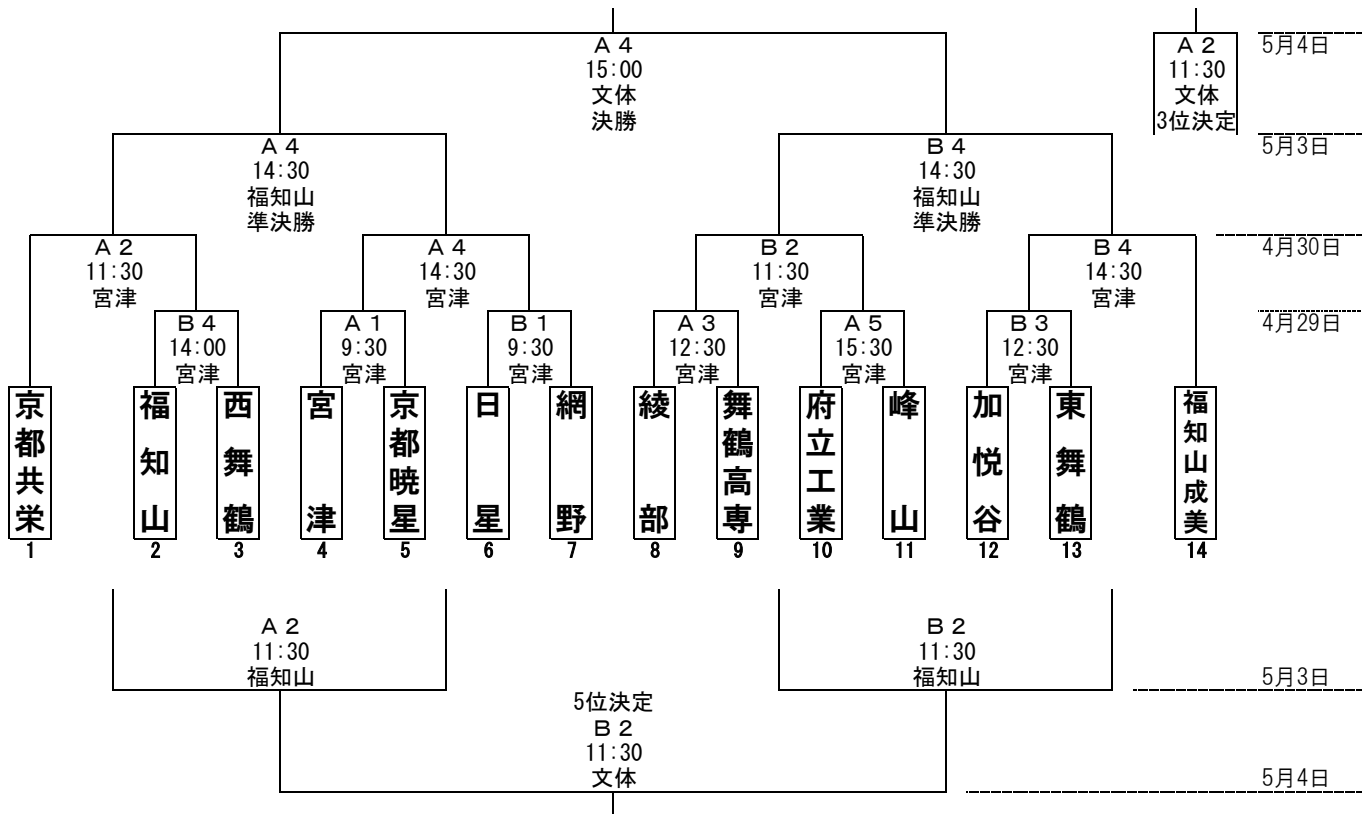 Ａ４
15:00
文体
決勝
Ａ２
11:30
文体
3位決定
5月4日
Ａ４
14:30
福知山
準決勝
Ｂ４
14:30
福知山
準決勝
5月3日
Ａ２
11:30
宮津
Ａ４
14:30
宮津
Ｂ２
11:30
宮津
Ｂ４
14:30
宮津
4月30日
Ｂ４
14:00
宮津
Ａ１
9:30
宮津
Ｂ１
9:30
宮津
Ａ３
12:30
宮津
Ａ５
15:30
宮津
Ｂ３
12:30
宮津
4月29日
京都共栄
1
福知山
2
西舞鶴
3
宮津
4
京都暁星
5
日星
6
網野
7
綾部
8
舞鶴高専
9
府立工業
10
峰山
11
加悦谷
12
東舞鶴
13
福知山成美
14
Ａ２
11:30
福知山
Ｂ２
11:30
福知山
5月3日
5位決定
Ｂ２
11:30
文体
5月4日